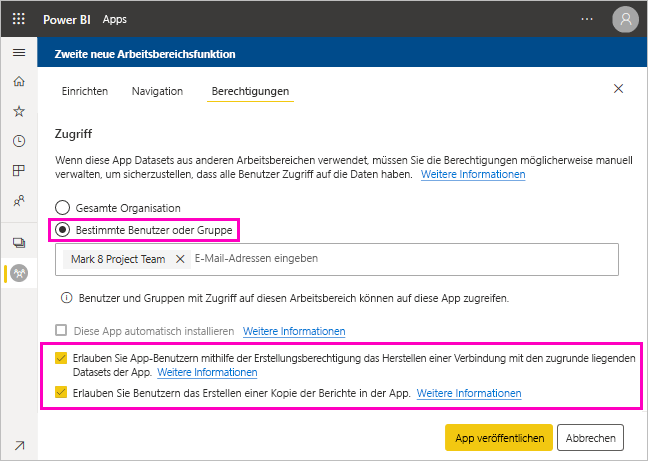 Power BI Apps ...
Zweite neue Arbeitsbereichsfunktion
Einrichten Navigation Berechtigungen
Zugriff
Wenn diese App Datasets aus anderen Arbeitsbereichen verwendet, müssen Sie die Berechtigungen möglicherweise manuell
verwalten, um sicherzustellen, dass alle Benutzer Zugriff auf die Daten haben. Weitere Informationen
Gesamte Organisation
Bestimmte Benutzer oder Gruppe
Mark 8 Project Team E-Mail-Adressen eingeben
Benutzer und Gruppen mit Zugriff auf diesen Arbeitsbereich können auf diese App zugreifen.
Diese App automatisch installieren Weitere Informationen
Erlauben Sie App-Benutzern mithilfe der Erstellungsberechtigung das Herstellen einer Verbindung mit den zugrunde liegenden
Datasets der App. Weitere Informationen
Erlauben Sie Benutzern das Erstellen einer Kopie der Berichte in der App. Weitere Informationen
App veröffentlichen Abbrechen